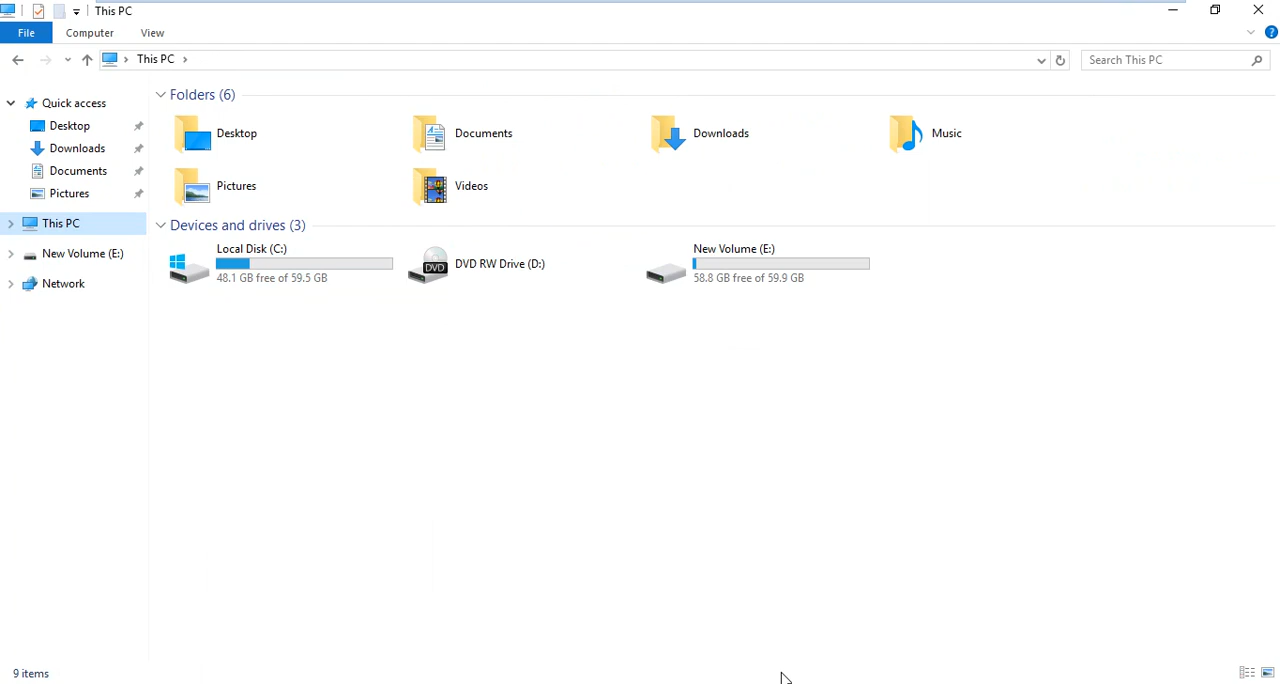 This PC
File Computer View
This PC
Search This PC
Quick access
Desktop
Downloads
Documents
Pictures
This PC
New Volume (E:)
Network
Folders (6)
Desktop Documents Downloads Music
Pictures Videos
Devices and drives (3)
Local Disk (C:)
48.1 GB free of 59.5 GB
DVD RW Drive (D:)
DVD
New Volume (E:)
58.8 GB free of 59.9 GB
9 items